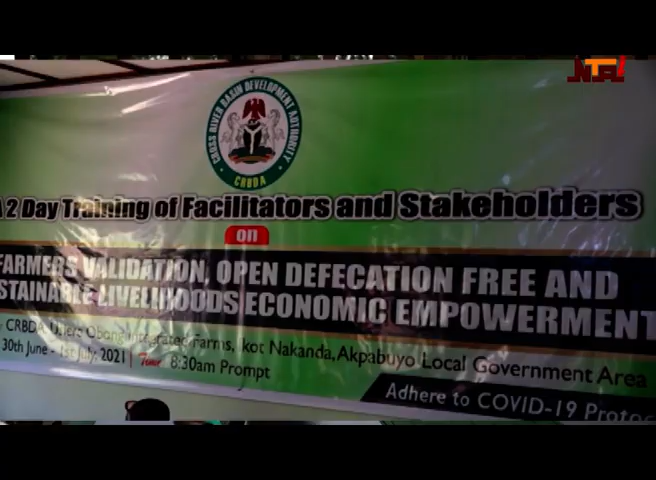 NTA
CROSS RIVER BASIN DEVELOPMENT AUTHORITY
CRBDA
A 2 Day Training of Facilitators and Stakeholders
on
FARMERS VALIDATION, OPEN DEFECATION FREE AND
STAINABLE LIVELIHOODS ECONOMIC EMPOWERMENT
CRBDA Obong Integrated Farms, Ikot Nakanda, Akpabuyo Local Government Area
30th June - 1st July, 2021 | Time 8:30am Prompt
Adhere to COVID-19 Protoc